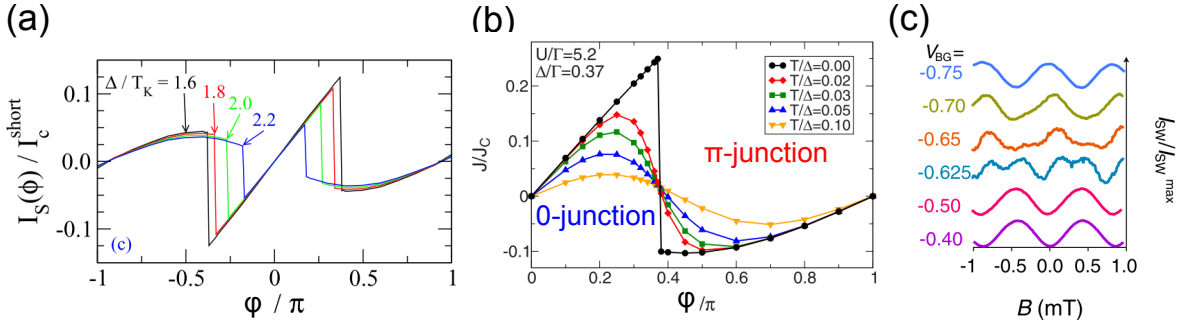 (a)
I_S(ϕ) / I_c^short
0.1
0.0
-0.1
Δ / T_K = 1.6
1.8
2.0
2.2
(c)
-1
-0.5
0
0.5
1
φ / π
(b)
J/J_C
0.2
0.1
0
-0.1
U/Γ=5.2
Δ/Γ=0.37
T/Δ=0.00
T/Δ=0.02
T/Δ=0.03
T/Δ=0.05
T/Δ=0.10
π-junction
0-junction
0
0.2
0.4
0.6
0.8
1
φ/π
(c)
V_BG=
-0.75
-0.70
-0.65
-0.625
-0.50
-0.40
I_SW/I_SW^max
-1
-0.5
0.0
0.5
1.0
B (mT)